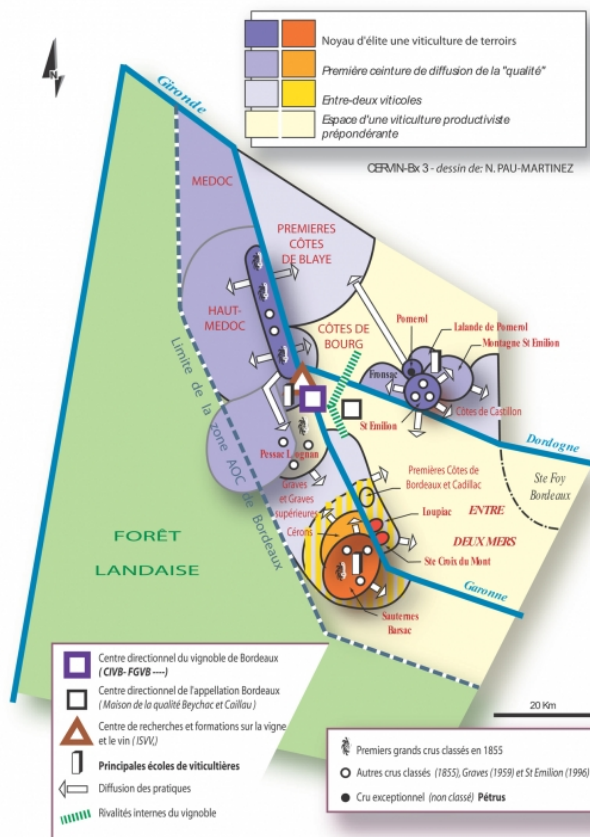 Noyau d'élite une viticulture de terroirs
Première ceinture de diffusion de la "qualité"
Entre-deux viticoles
Espace d'une viticulture productiviste
prépondérante
CERVIN-Bx 3 - dessin de: N. PAU-MARTINEZ
N
Gironde
MEDOC
PREMIERES
CÔTES
DE BLAYE
HAUT-
MEDOC
CÔTES DE
BOURG
Pomerol
Lalande de Pomerol
Montagne St Emilion
Fronsac
Côtes de Castillon
St Emilion
Dordogne
Limite de la zone AOC de Bordeaux
Pessac Léognan
Graves
et Graves
supérieures
Cérons
Premières Côtes de
Bordeaux et Cadillac
Ste Foy
Bordeaux
Loupiac
ENTRE
DEUX MERS
Ste Croix du Mont
Garonne
Sauternes
Barsac
FORÊT
LANDAISE
20 Km
Centre directionnel du vignoble de Bordeaux
( CIVB- FGVB ----)
Centre directionnel de l'appellation Bordeaux
( Maison de la qualité Beychac et Caillau )
Centre de recherches et formations sur la vigne
et le vin ( ISVV,)
Principales écoles de viticultières
Diffusion des pratiques
Rivalités internes du vignoble
Premiers grands crus classés en 1855
Autres crus classés (1855), Graves (1959) et St Emilion (1996)
Cru exceptionnel (non classé) Pétrus